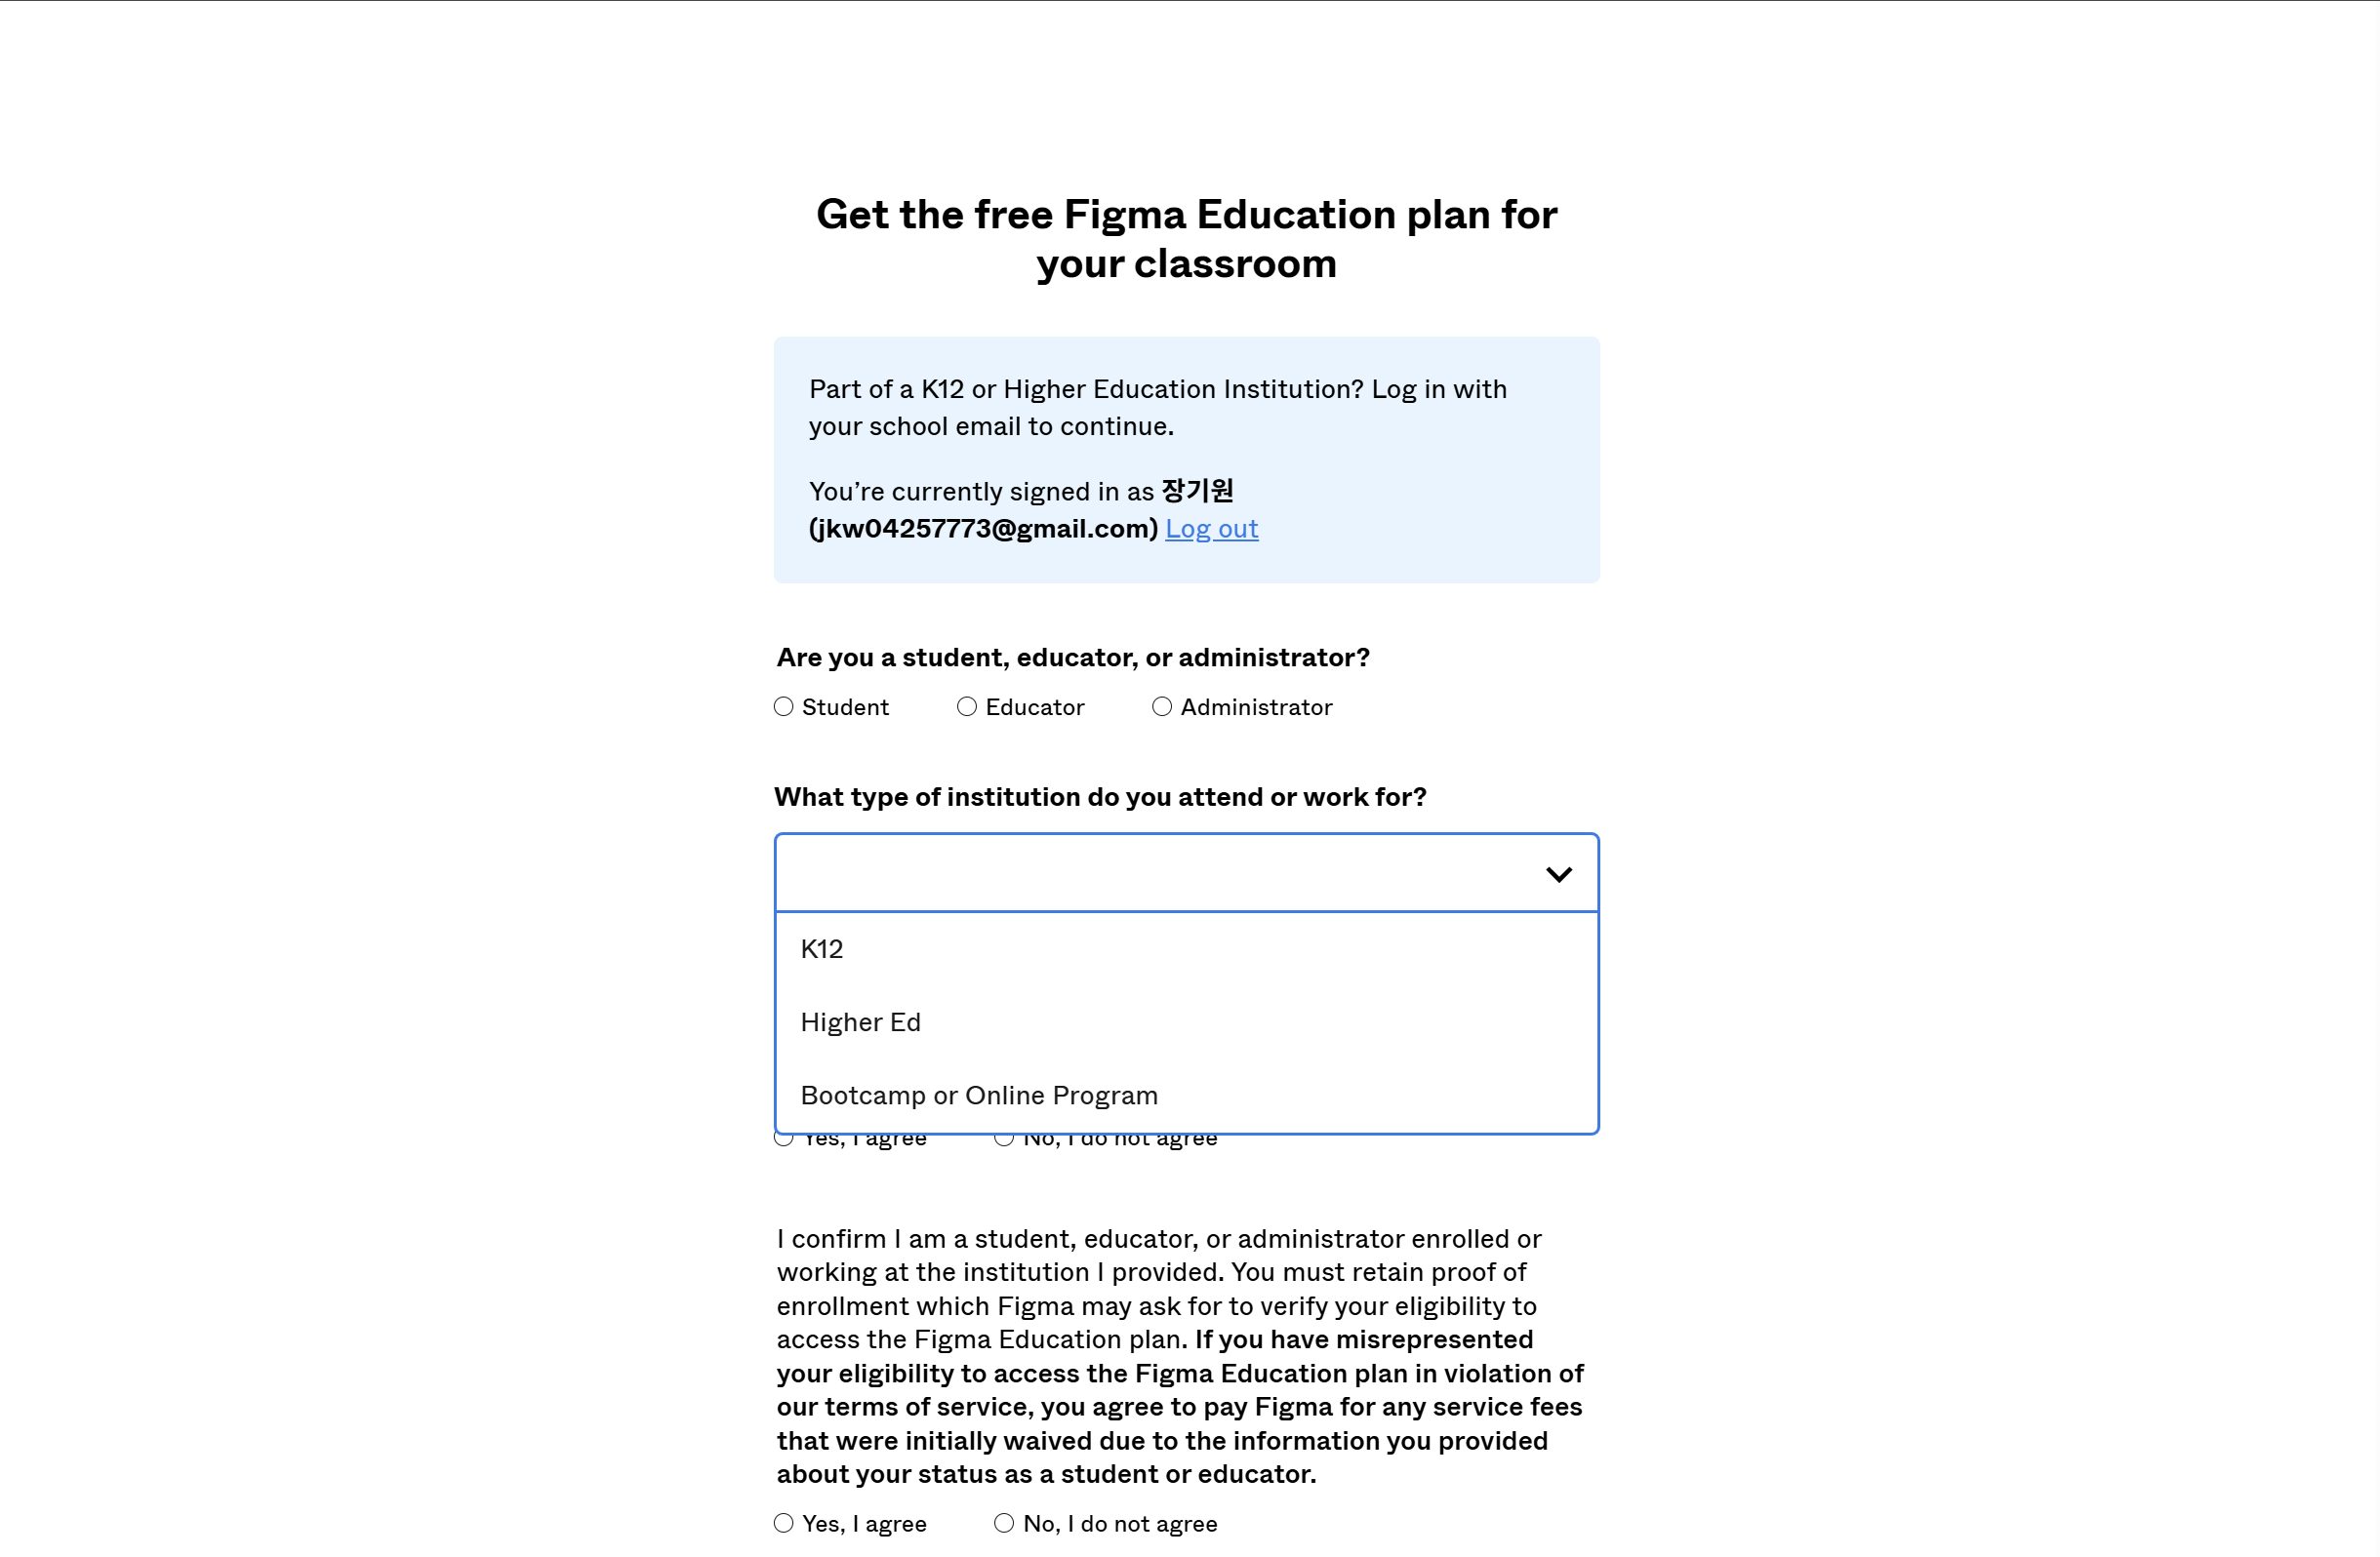 Get the free Figma Education plan for
your classroom
Part of a K12 or Higher Education Institution? Log in with
your school email to continue.
You’re currently signed in as 장기원
(jkw04257773@gmail.com) Log out
Are you a student, educator, or administrator?
Student Educator Administrator
What type of institution do you attend or work for?
K12
Higher Ed
Bootcamp or Online Program
Yes, I agree No, I do not agree
I confirm I am a student, educator, or administrator enrolled or
working at the institution I provided. You must retain proof of
enrollment which Figma may ask for to verify your eligibility to
access the Figma Education plan. If you have misrepresented
your eligibility to access the Figma Education plan in violation of
our terms of service, you agree to pay Figma for any service fees
that were initially waived due to the information you provided
about your status as a student or educator.
Yes, I agree No, I do not agree